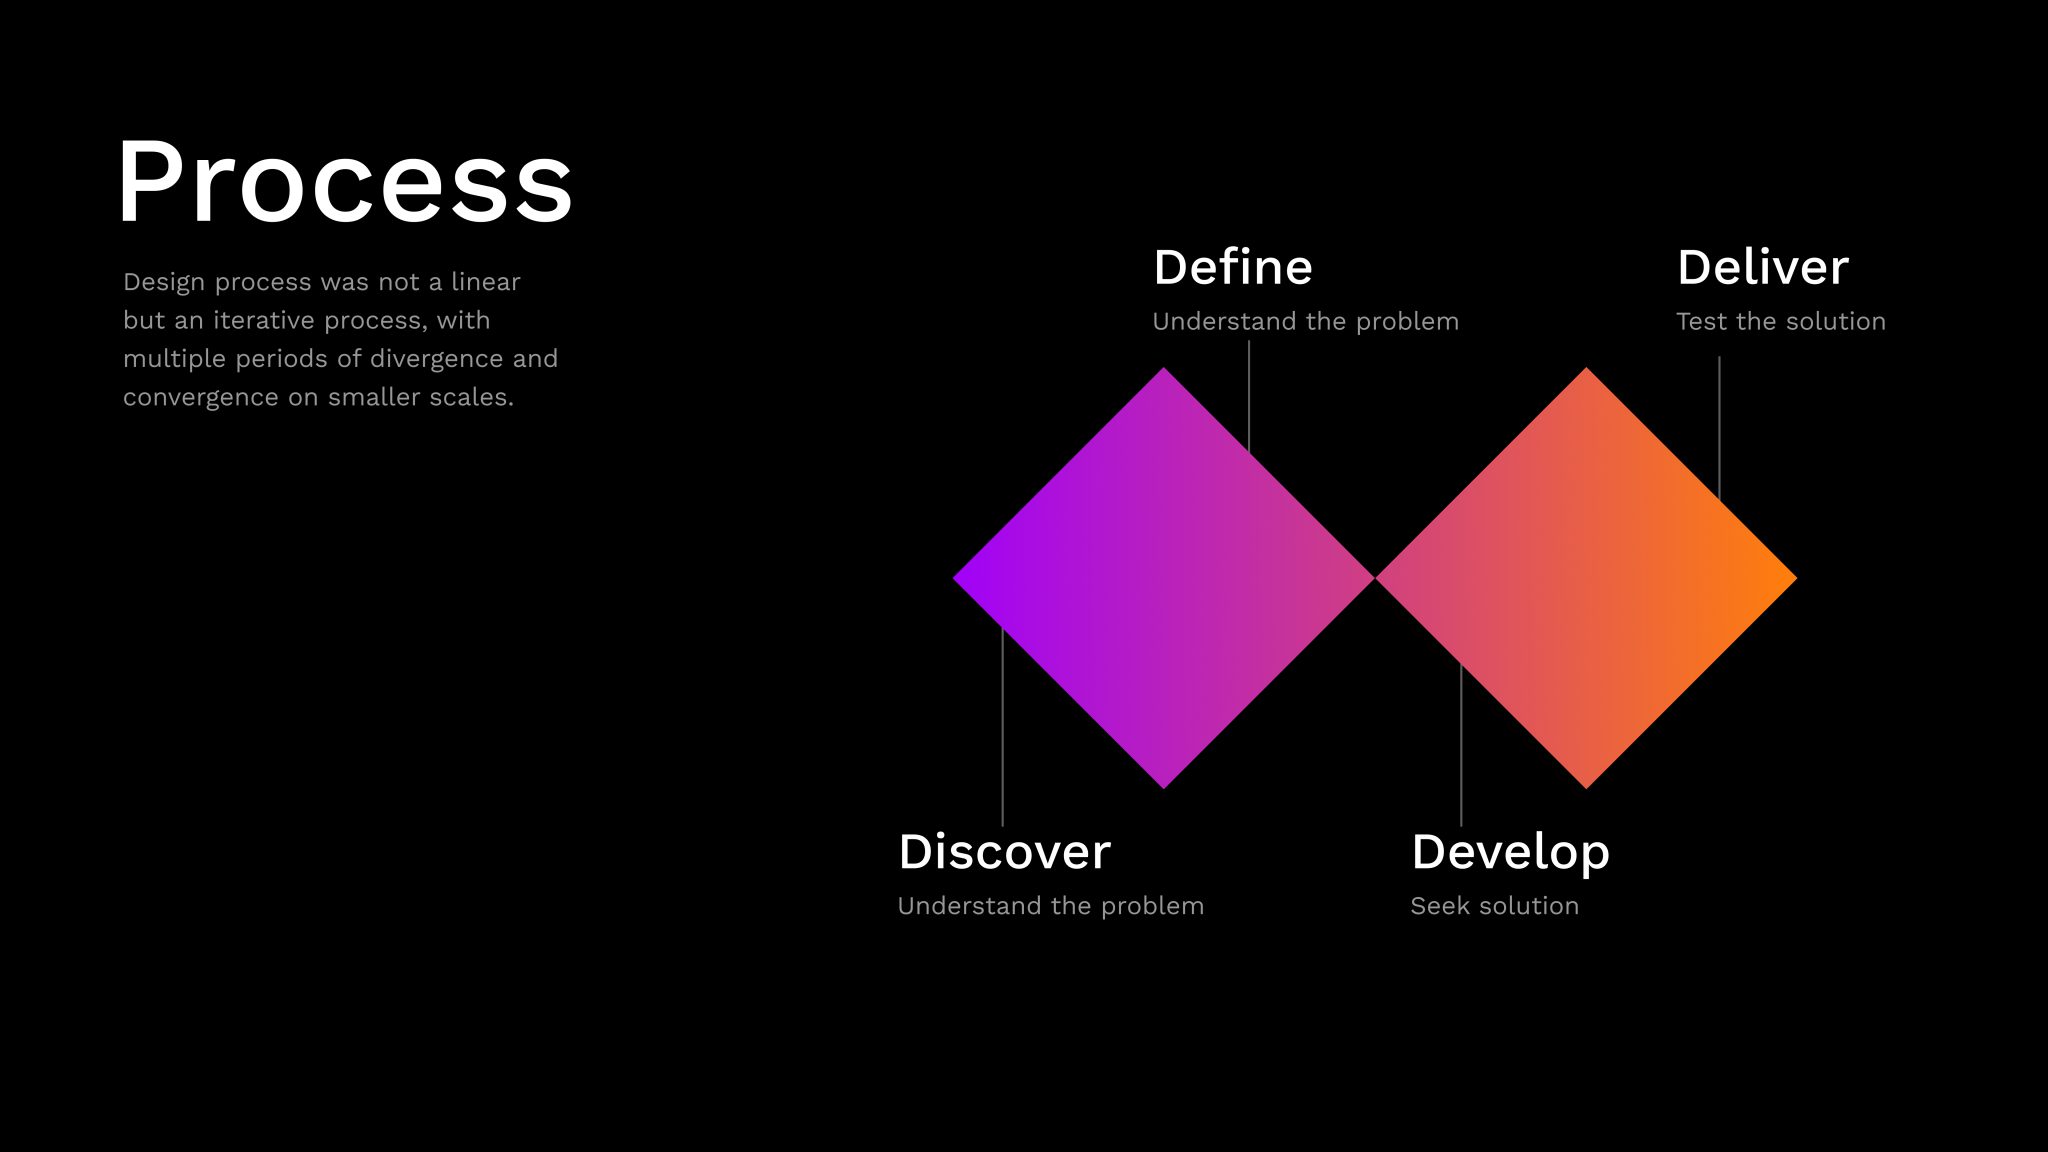 Process
Design process was not a linear
but an iterative process, with
multiple periods of divergence and
convergence on smaller scales.
Define
Understand the problem
Deliver
Test the solution
Discover
Understand the problem
Develop
Seek solution